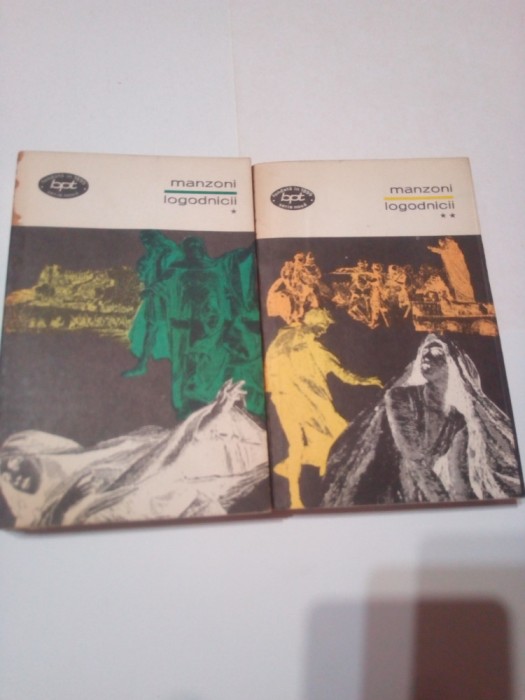 bpt
manzoni
logodnicii
*
bpt
manzoni
logodnicii
**